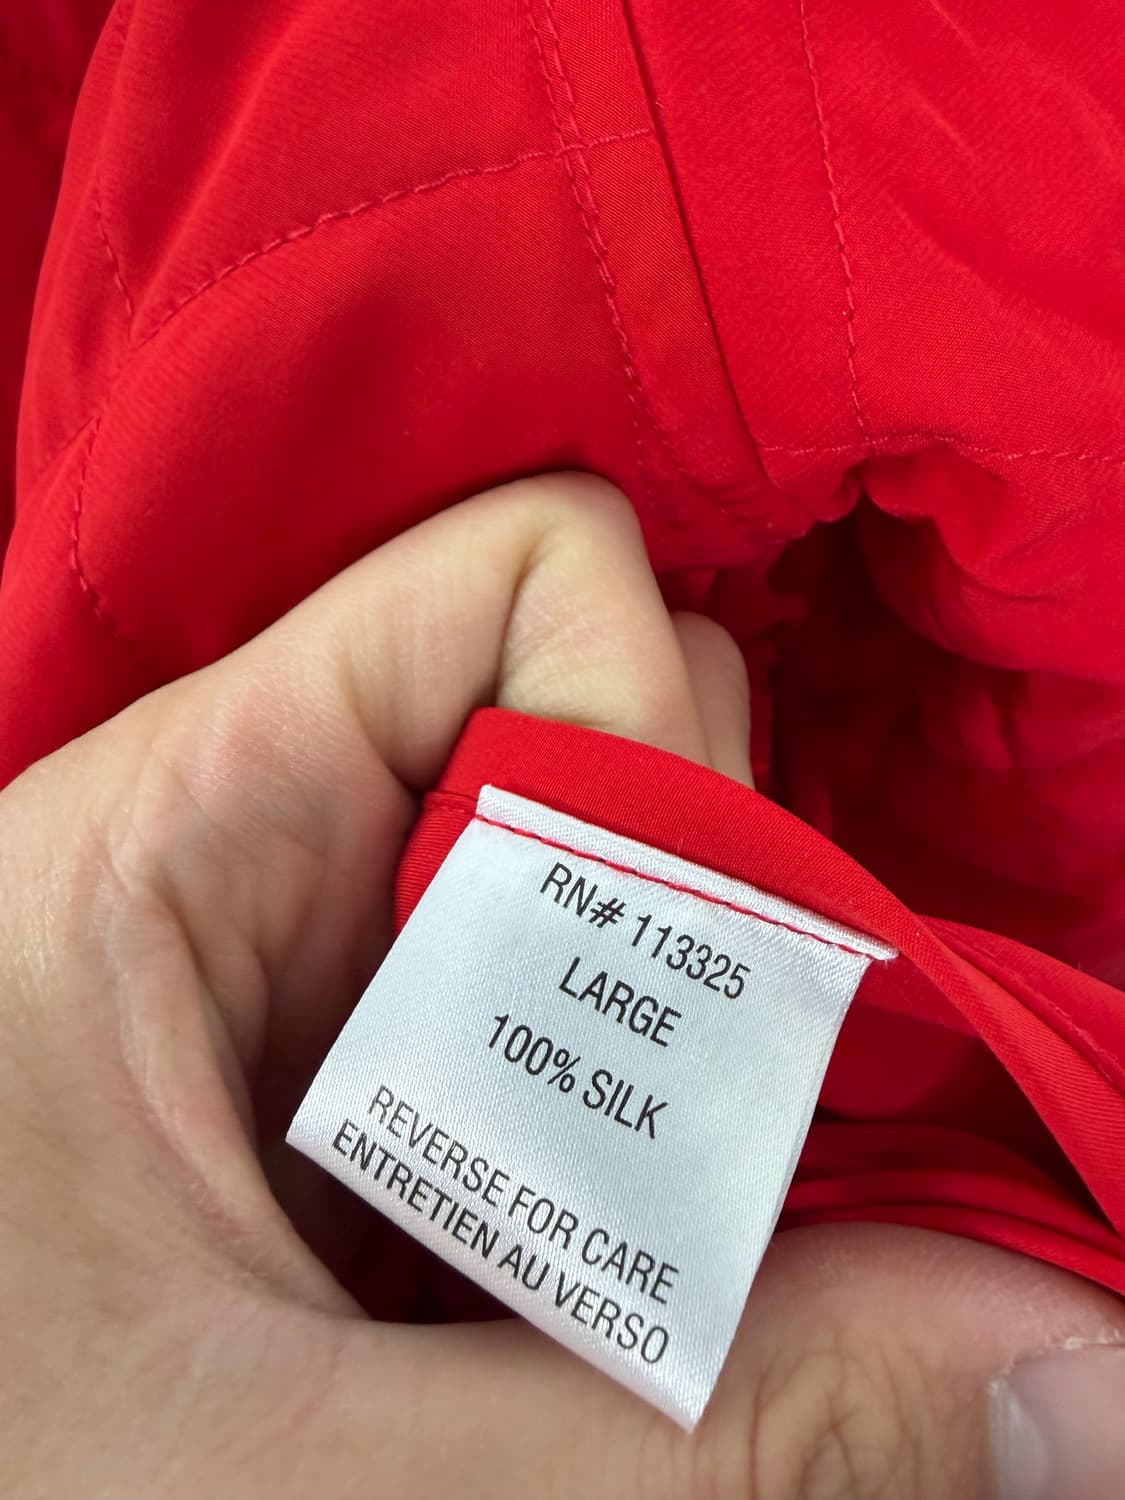 RN# 113325
LARGE
100% SILK
REVERSE FOR CARE
ENTRETIEN AU VERSO